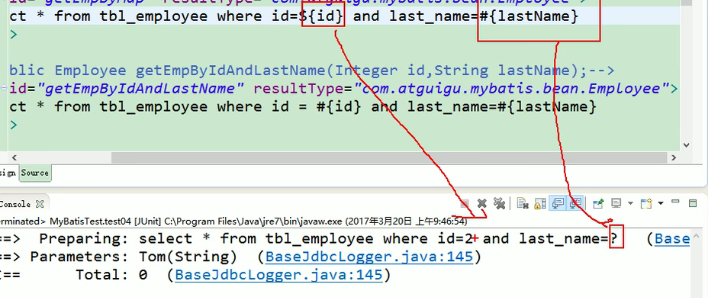 id="getEmpByMap" resultType="com.atguigu.mybatis.bean.Employee">
ct * from tbl_employee where id=${id} and last_name=#{lastName}
>
blic Employee getEmpByIdAndLastName(Integer id,String lastName);-->
id="getEmpByIdAndLastName" resultType="com.atguigu.mybatis.bean.Employee">
ct * from tbl_employee where id = #{id} and last_name=#{lastName}
>
sign Source
Console
erminated> MyBatisTest.test04 [JUnit] C:\Program Files\Java\jre7\bin\javaw.exe (2017年3月20日 上午9:46:54)
==> Preparing: select * from tbl_employee where id=2 and last_name=? (Base
==> Parameters: Tom(String) (BaseJdbcLogger.java:145)
<== Total: 0 (BaseJdbcLogger.java:145)